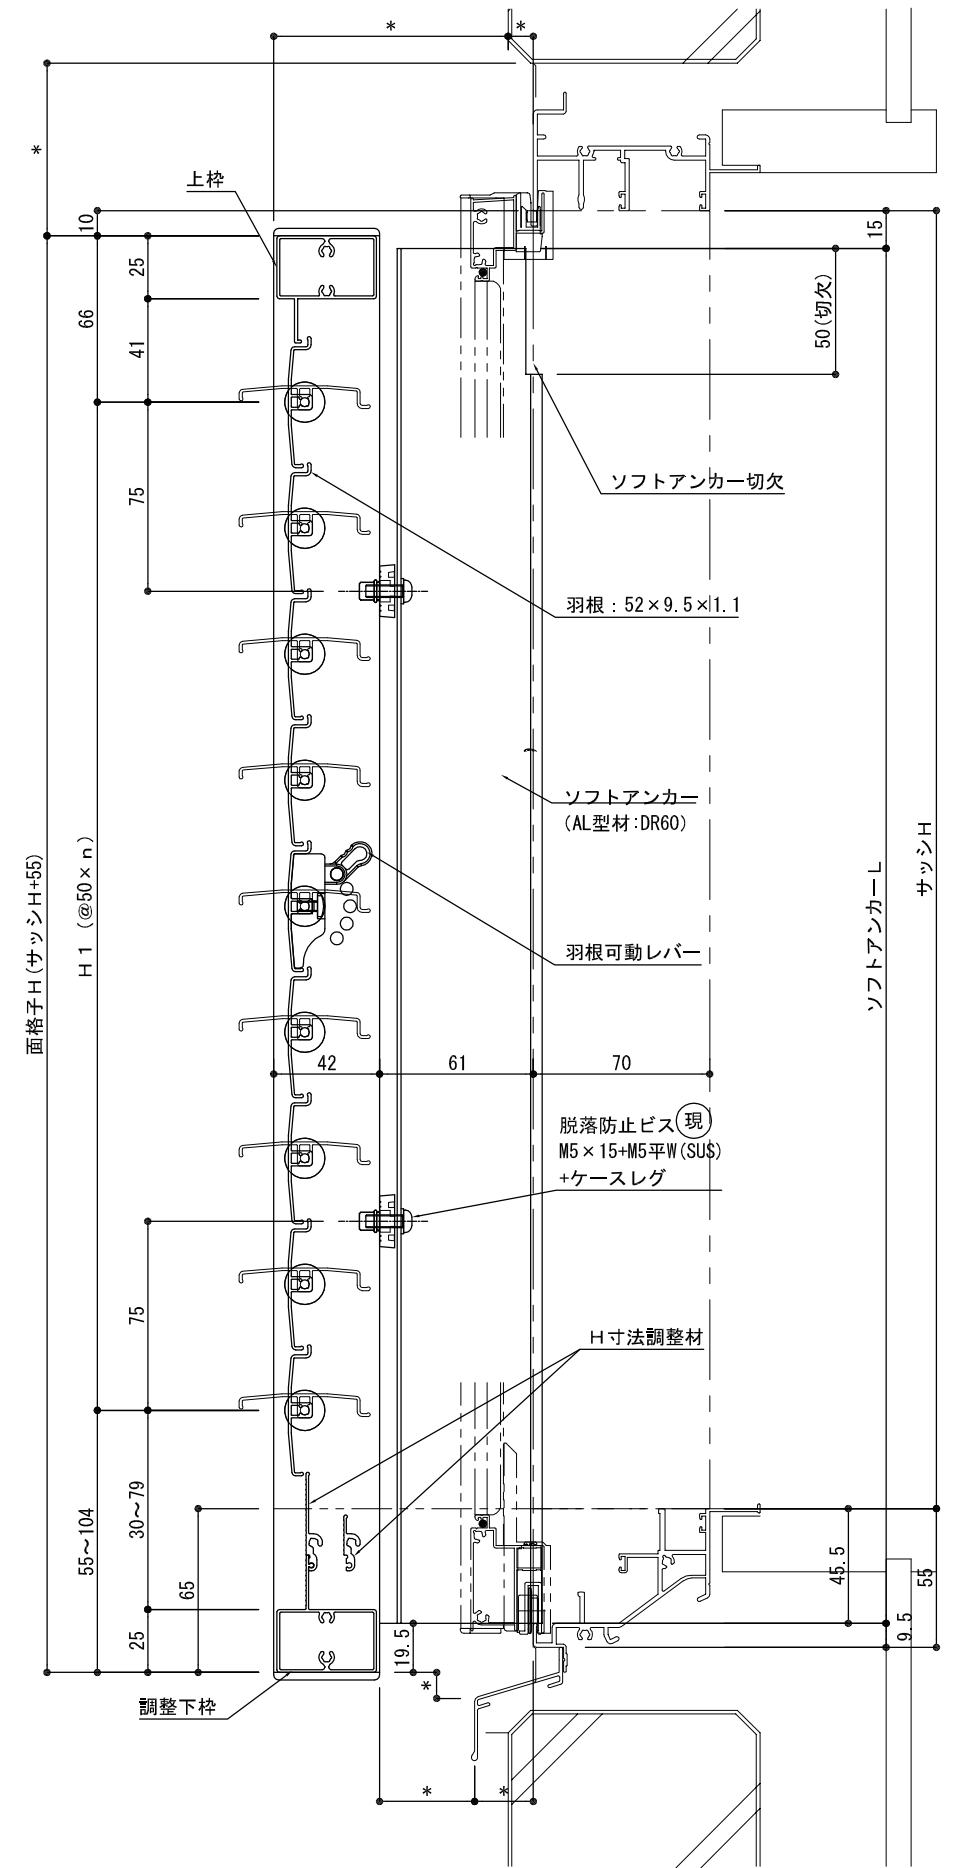 *
*
*
上枠
10
15
25
66
41
50(切欠)
75
ソフトアンカー切欠
羽根：52×9.5×1.1
ソフトアンカー
(AL型材:DR60)
面格子H(サッシH+55)
H1 (@50×n)
ソフトアンカーL
サッシH
羽根可動レバー
42
61
70
脱落防止ビス 現
M5×15+M5平W(SUS)
+ケースレグ
75
H寸法調整材
30~79
55~104
65
45.5
55
25
19.5
9.5
*
調整下枠
*
*